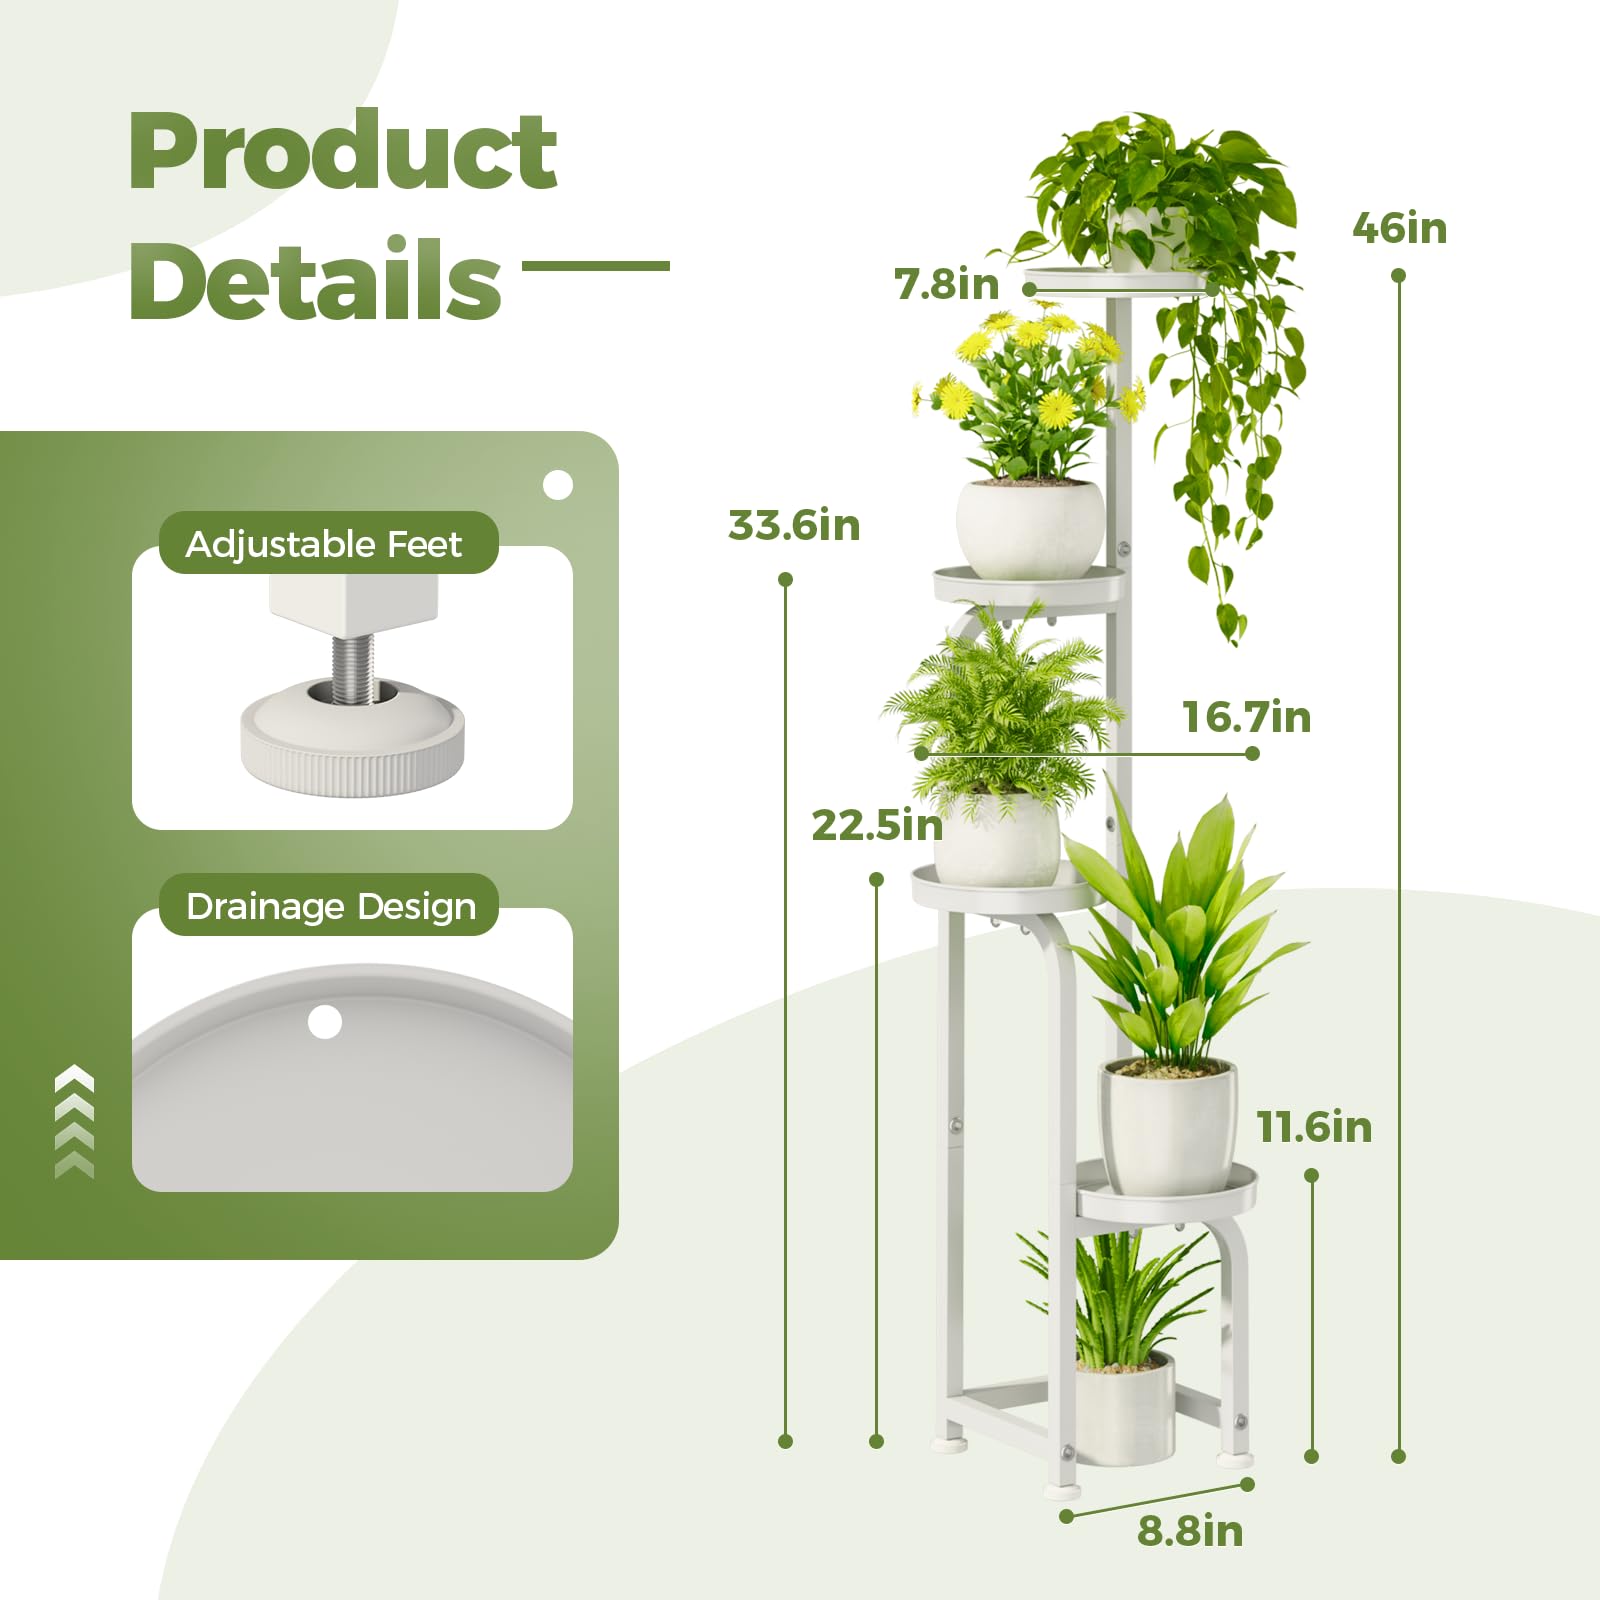 Product
Details
Adjustable Feet
Drainage Design
46in
7.8in
33.6in
16.7in
22.5in
11.6in
8.8in